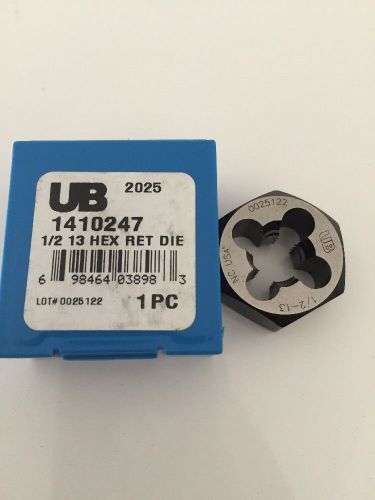 UB 2025
1410247
1/2 13 HEX RET DIE
6 98464 03898 3
LOT# 0025122 1 PC
0025122
UB
1/2-13
NC USA